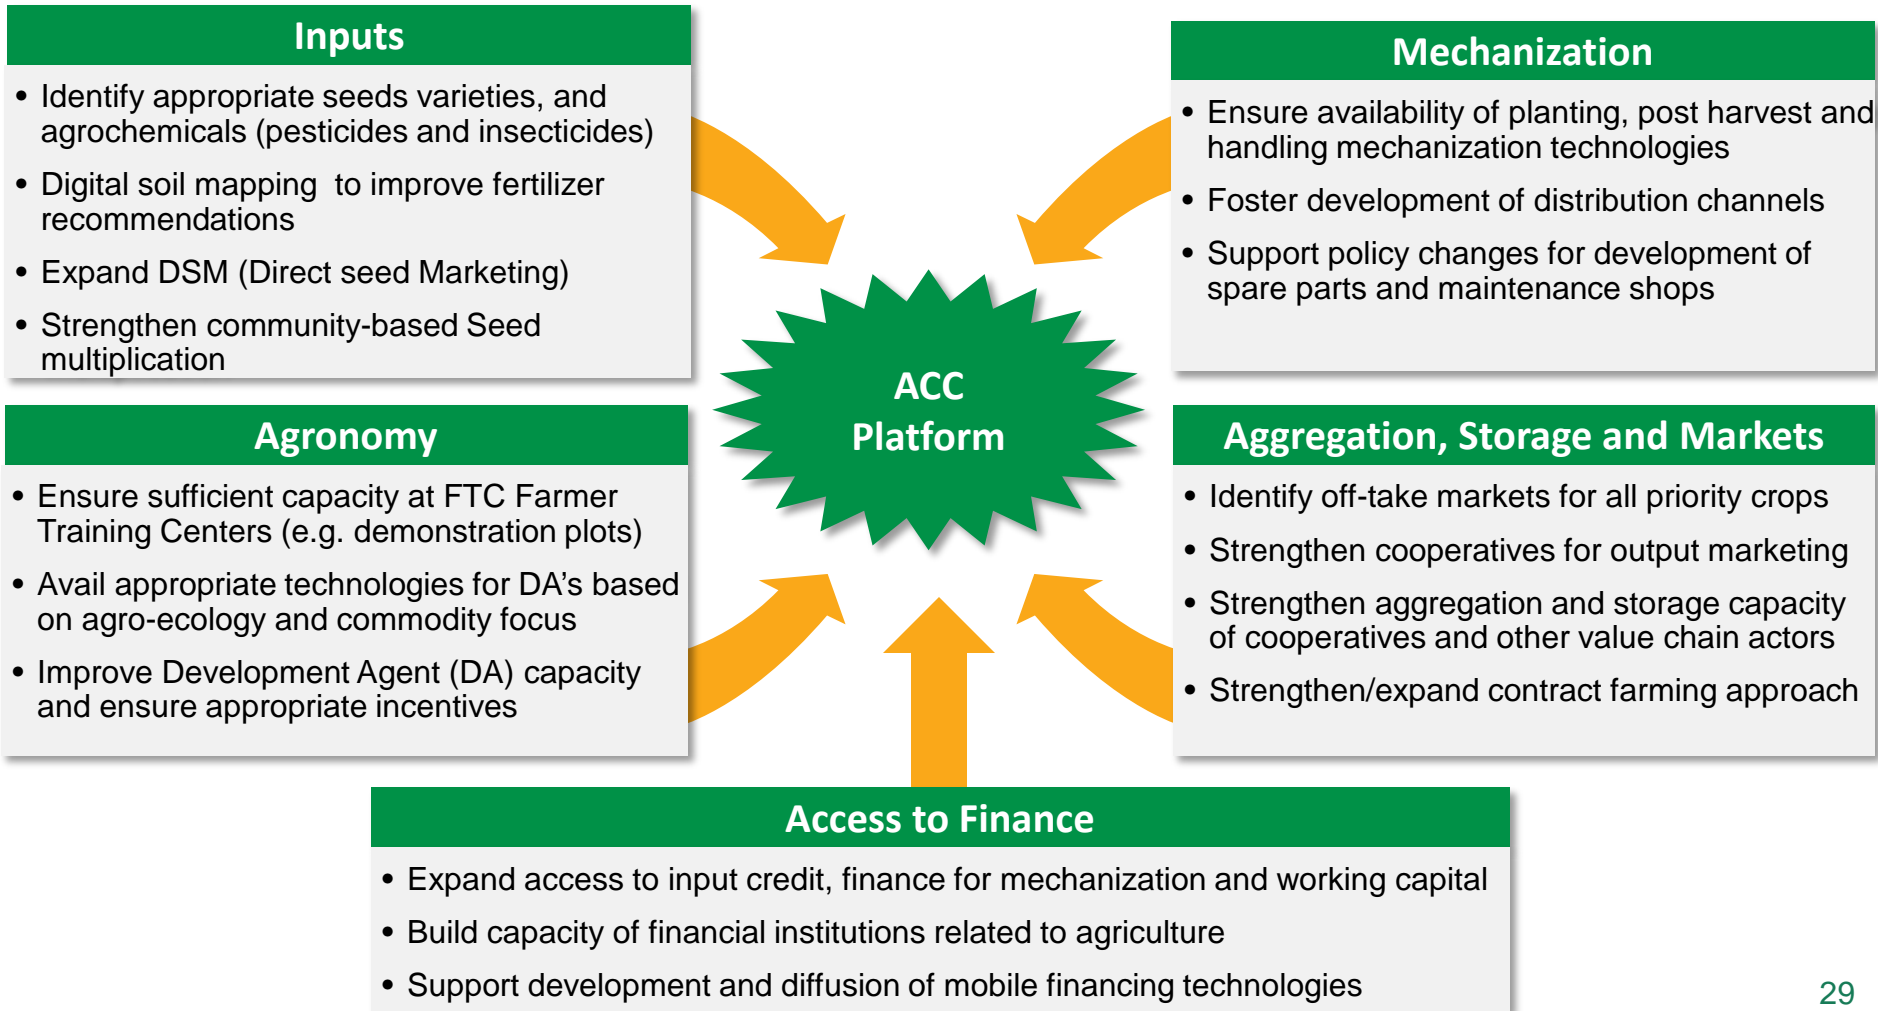 Inputs
• Identify appropriate seeds varieties, and
agrochemicals (pesticides and insecticides)
• Digital soil mapping  to improve fertilizer
recommendations
• Expand DSM (Direct seed Marketing)
• Strengthen community-based Seed
multiplication
Mechanization
• Ensure availability of planting, post harvest and
handling mechanization technologies
• Foster development of distribution channels
• Support policy changes for development of
spare parts and maintenance shops
ACC
Platform
Agronomy
• Ensure sufficient capacity at FTC Farmer
Training Centers (e.g. demonstration plots)
• Avail appropriate technologies for DA’s based
on agro-ecology and commodity focus
• Improve Development Agent (DA) capacity
and ensure appropriate incentives
Aggregation, Storage and Markets
• Identify off-take markets for all priority crops
• Strengthen cooperatives for output marketing
• Strengthen aggregation and storage capacity
of cooperatives and other value chain actors
• Strengthen/expand contract farming approach
Access to Finance
• Expand access to input credit, finance for mechanization and working capital
• Build capacity of financial institutions related to agriculture
• Support development and diffusion of mobile financing technologies
29